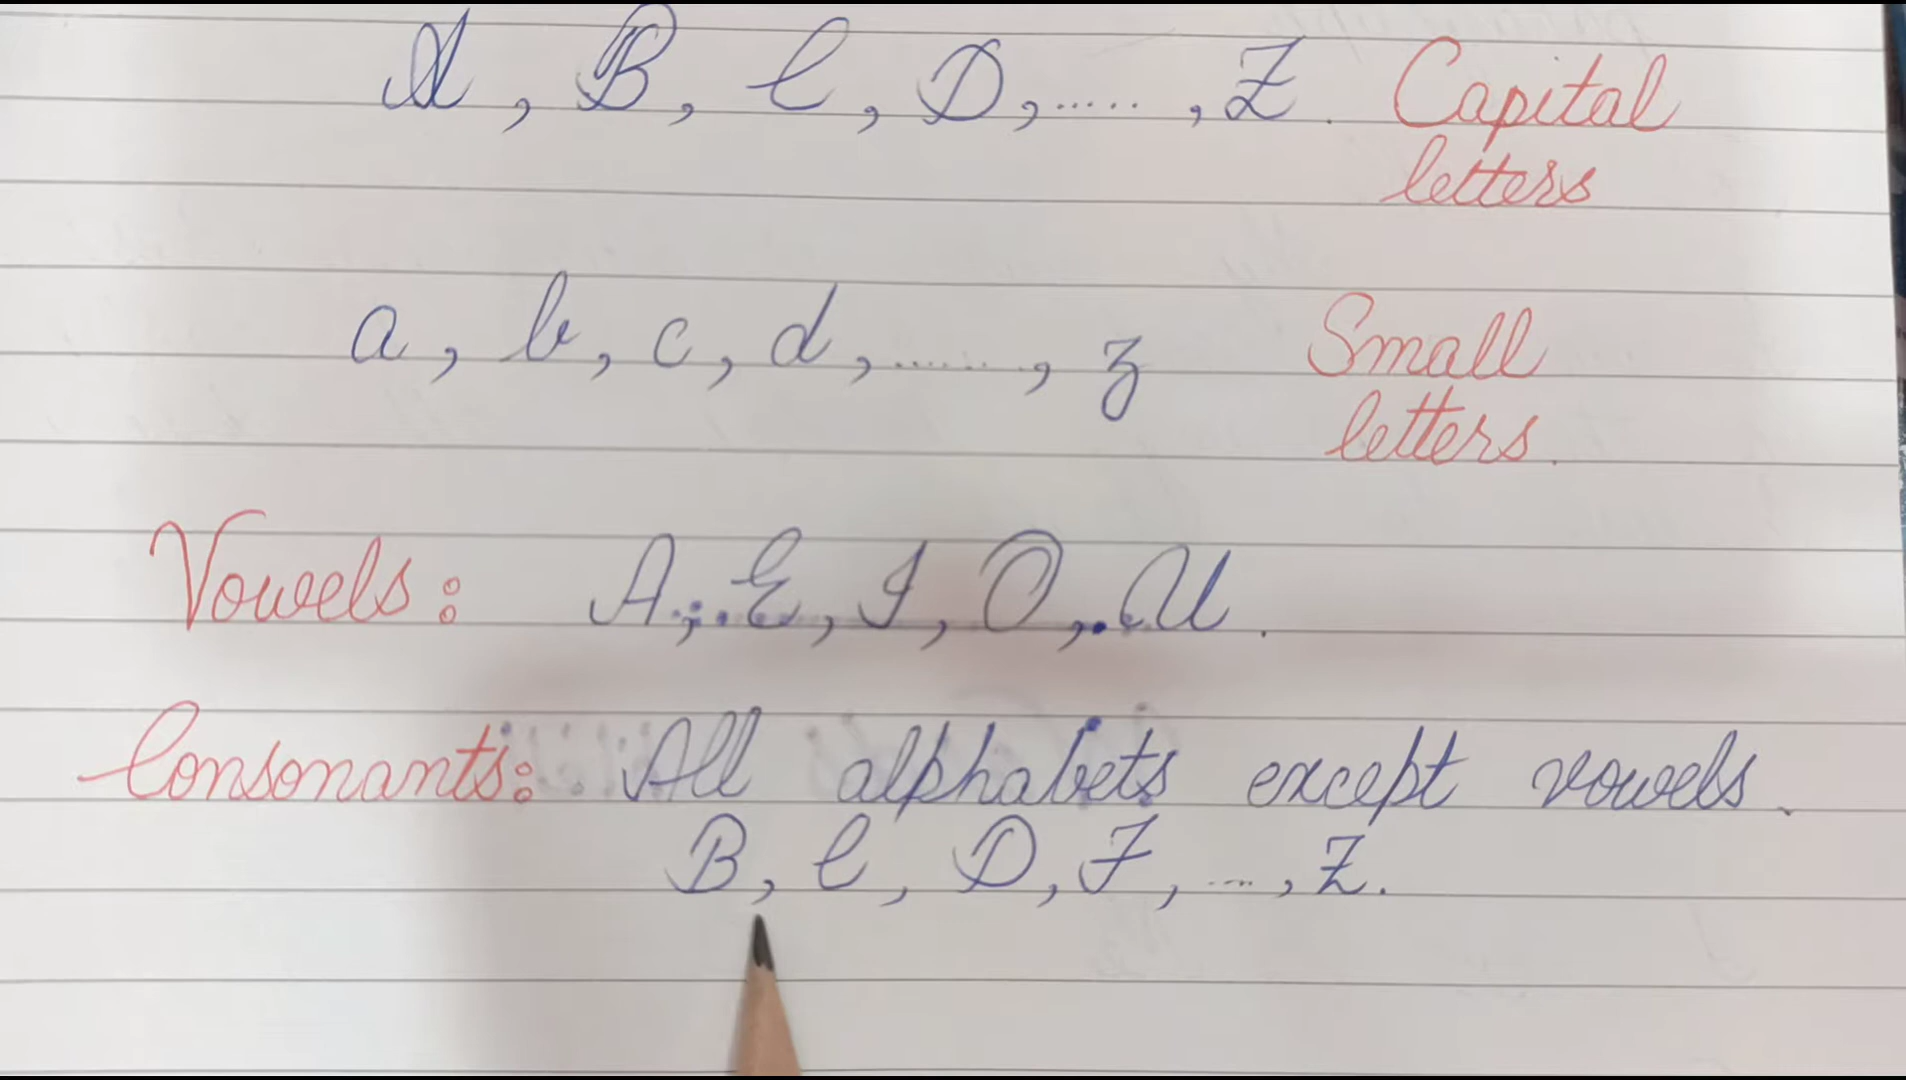 A, B, C, D, ....., Z. Capital
letters
a, b, c, d, ......., z Small
letters.
Vowels: A, E, I, O, U.
Consonants: All alphabets except vowels.
B, C, D, F, ...., Z.